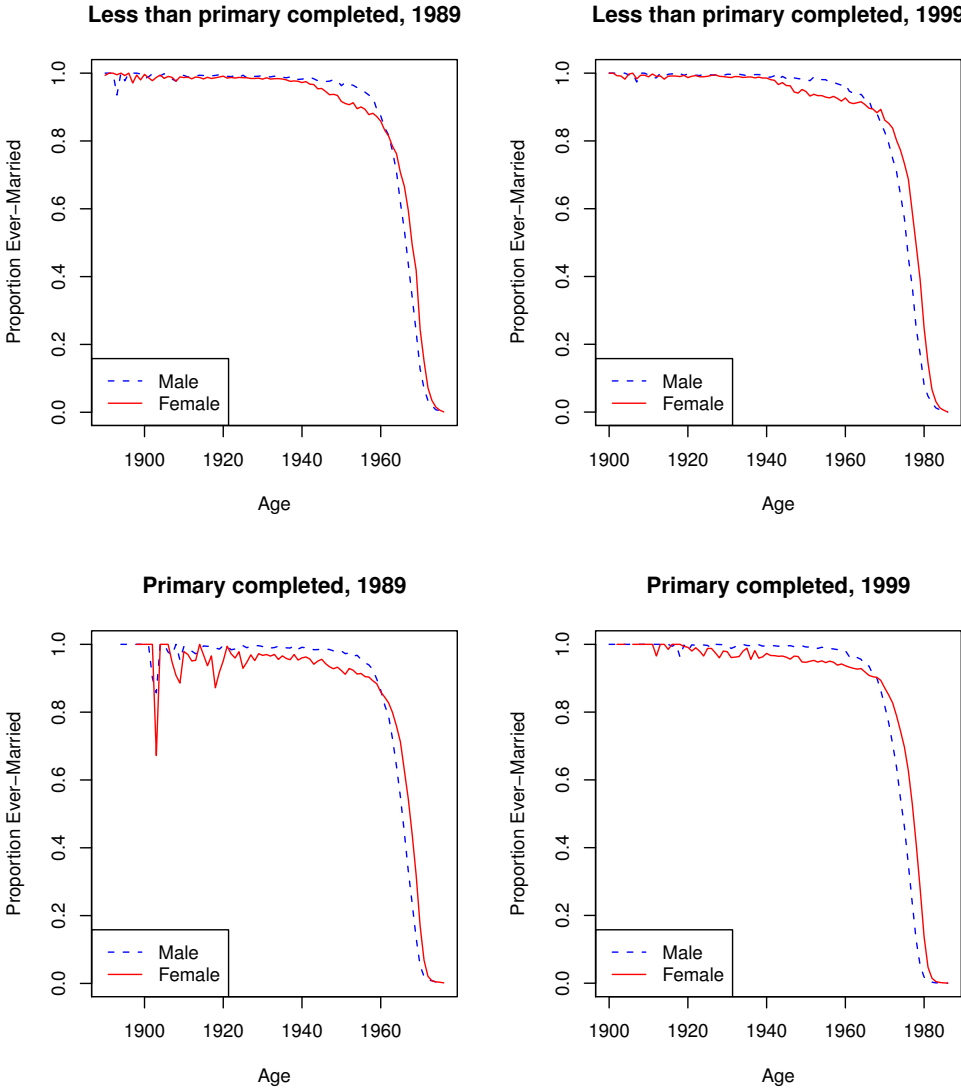 Less than primary completed, 1989
Proportion Ever−Married
1.0
0.8
0.6
0.4
0.2
0.0
Male
Female
1900 1920 1940 1960
Age
Less than primary completed, 1999
Proportion Ever−Married
1.0
0.8
0.6
0.4
0.2
0.0
Male
Female
1900 1920 1940 1960 1980
Age
Primary completed, 1989
Proportion Ever−Married
1.0
0.8
0.6
0.4
0.2
0.0
Male
Female
1900 1920 1940 1960
Age
Primary completed, 1999
Proportion Ever−Married
1.0
0.8
0.6
0.4
0.2
0.0
Male
Female
1900 1920 1940 1960 1980
Age